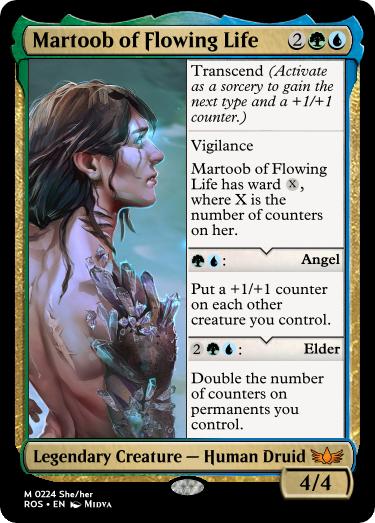 Martoob of Flowing Life 2
Transcend (Activate
as a sorcery to gain the
next type and a +1/+1
counter.)
Vigilance
Martoob of Flowing
Life has ward X,
where X is the
number of counters
on her.
: Angel
Put a +1/+1 counter
on each other
creature you control.
2 : Elder
Double the number
of counters on
permanents you
control.
Legendary Creature — Human Druid
4/4
M 0224 She/her
ROS • EN Midva